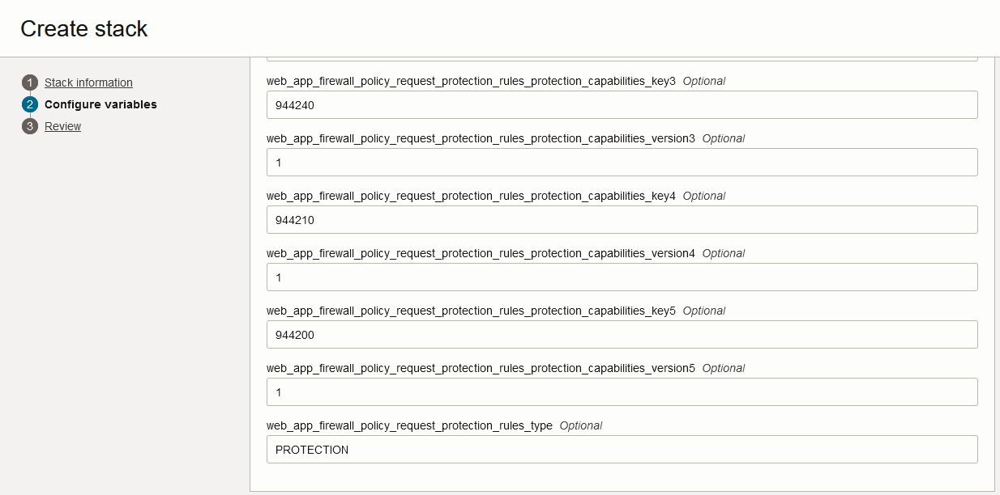 Create stack
1 Stack information
2 Configure variables
3 Review
web_app_firewall_policy_request_protection_rules_protection_capabilities_key3 Optional
944240
web_app_firewall_policy_request_protection_rules_protection_capabilities_version3 Optional
1
web_app_firewall_policy_request_protection_rules_protection_capabilities_key4 Optional
944210
web_app_firewall_policy_request_protection_rules_protection_capabilities_version4 Optional
1
web_app_firewall_policy_request_protection_rules_protection_capabilities_key5 Optional
944200
web_app_firewall_policy_request_protection_rules_protection_capabilities_version5 Optional
1
web_app_firewall_policy_request_protection_rules_type Optional
PROTECTION